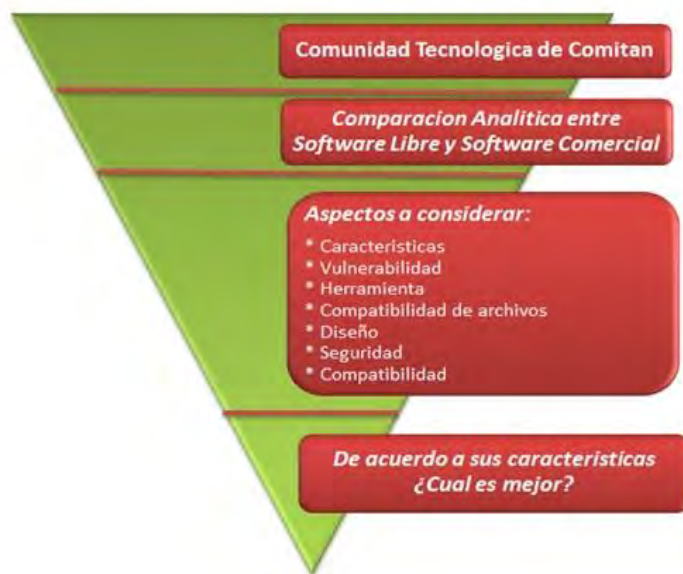 Comunidad Tecnologica de Comitan
Comparacion Analitica entre
Software Libre y Software Comercial
Aspectos a considerar:
* Caracteristicas
* Vulnerabilidad
* Herramienta
* Compatibilidad de archivos
* Diseño
* Seguridad
* Compatibilidad
De acuerdo a sus caracteristicas
¿Cual es mejor?